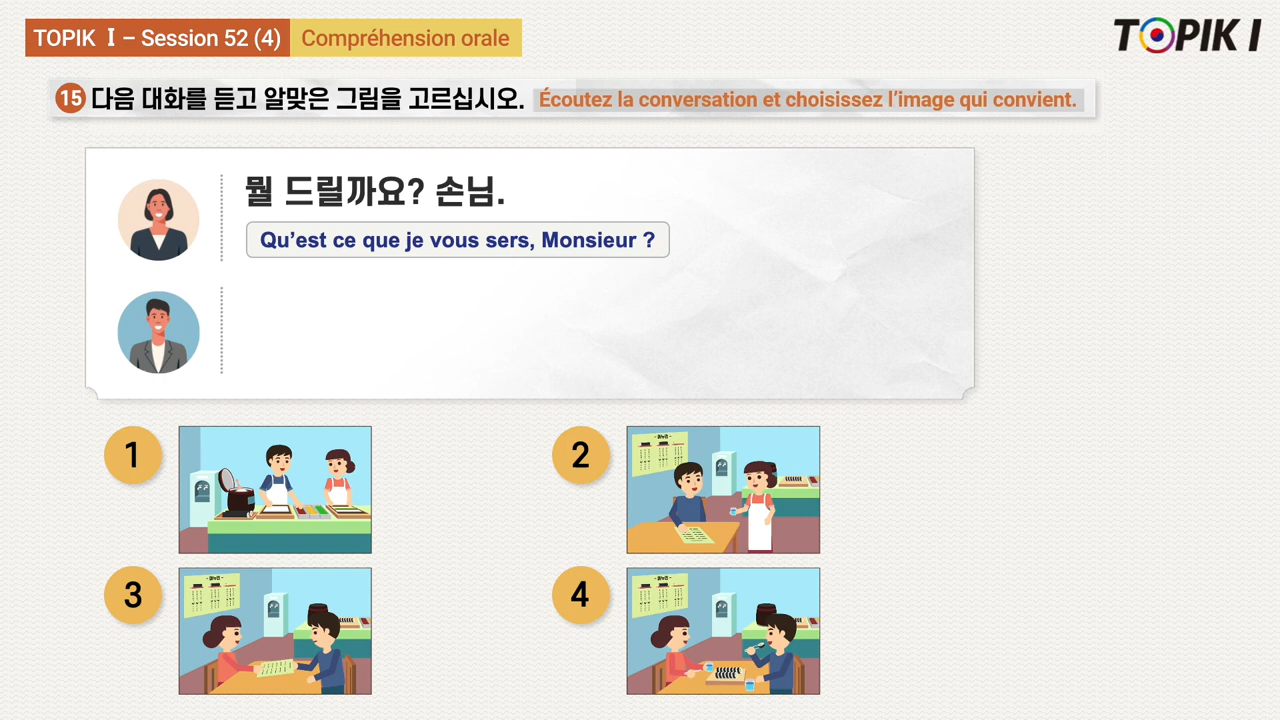 TOPIK Ⅰ – Session 52 (4) Compréhension orale
TOPIK I
15 다음 대화를 듣고 알맞은 그림을 고르십시오. Écoutez la conversation et choisissez l’image qui convient.
뭘 드릴까요? 손님.
Qu’est ce que je vous sers, Monsieur ?
1
2
3
4